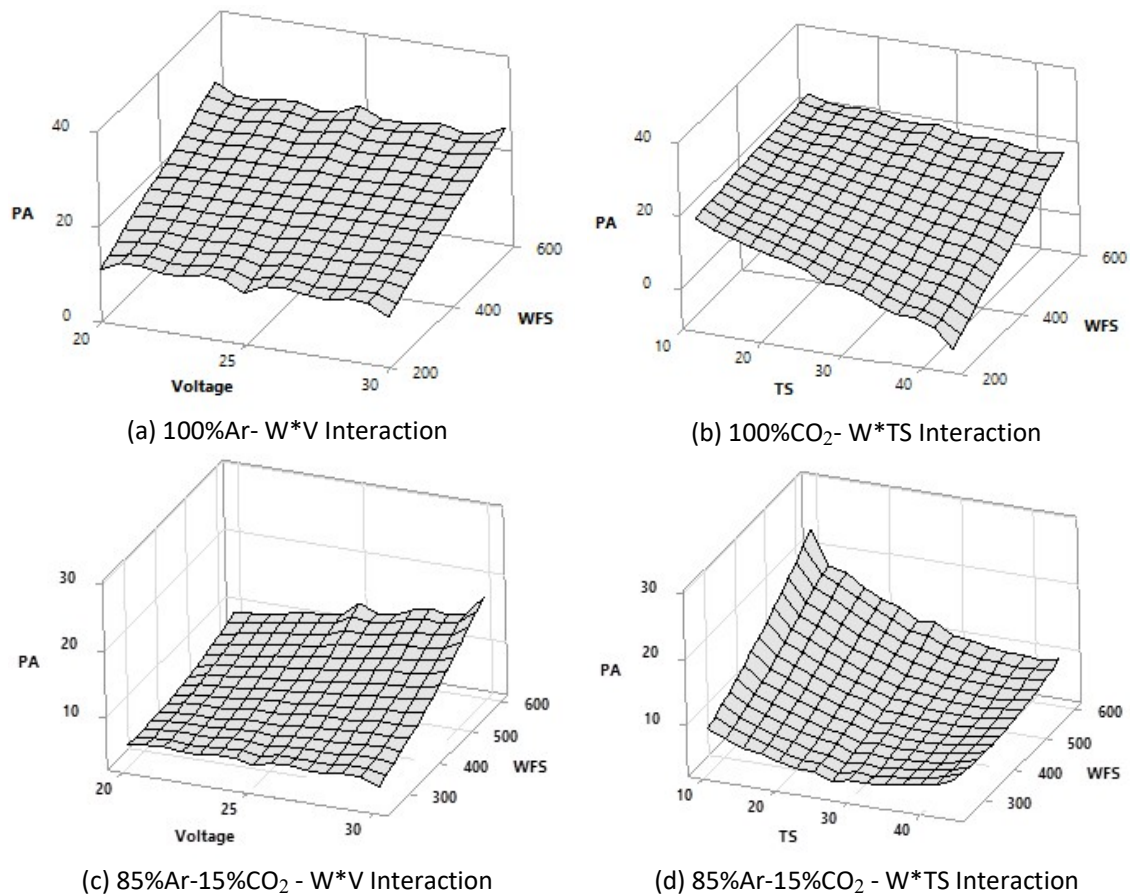 40
PA
20
0
20
25
30
Voltage
200
400
WFS
600
(a) 100%Ar- W*V Interaction
40
20
PA
0
10
20
30
40
TS
200
400
WFS
600
(b) 100%CO₂- W*TS Interaction
30
20
PA
10
20
25
30
Voltage
300
400
WFS
500
600
(c) 85%Ar-15%CO₂ - W*V Interaction
30
20
PA
10
10
20
30
40
TS
300
400
WFS
500
600
(d) 85%Ar-15%CO₂ - W*TS Interaction